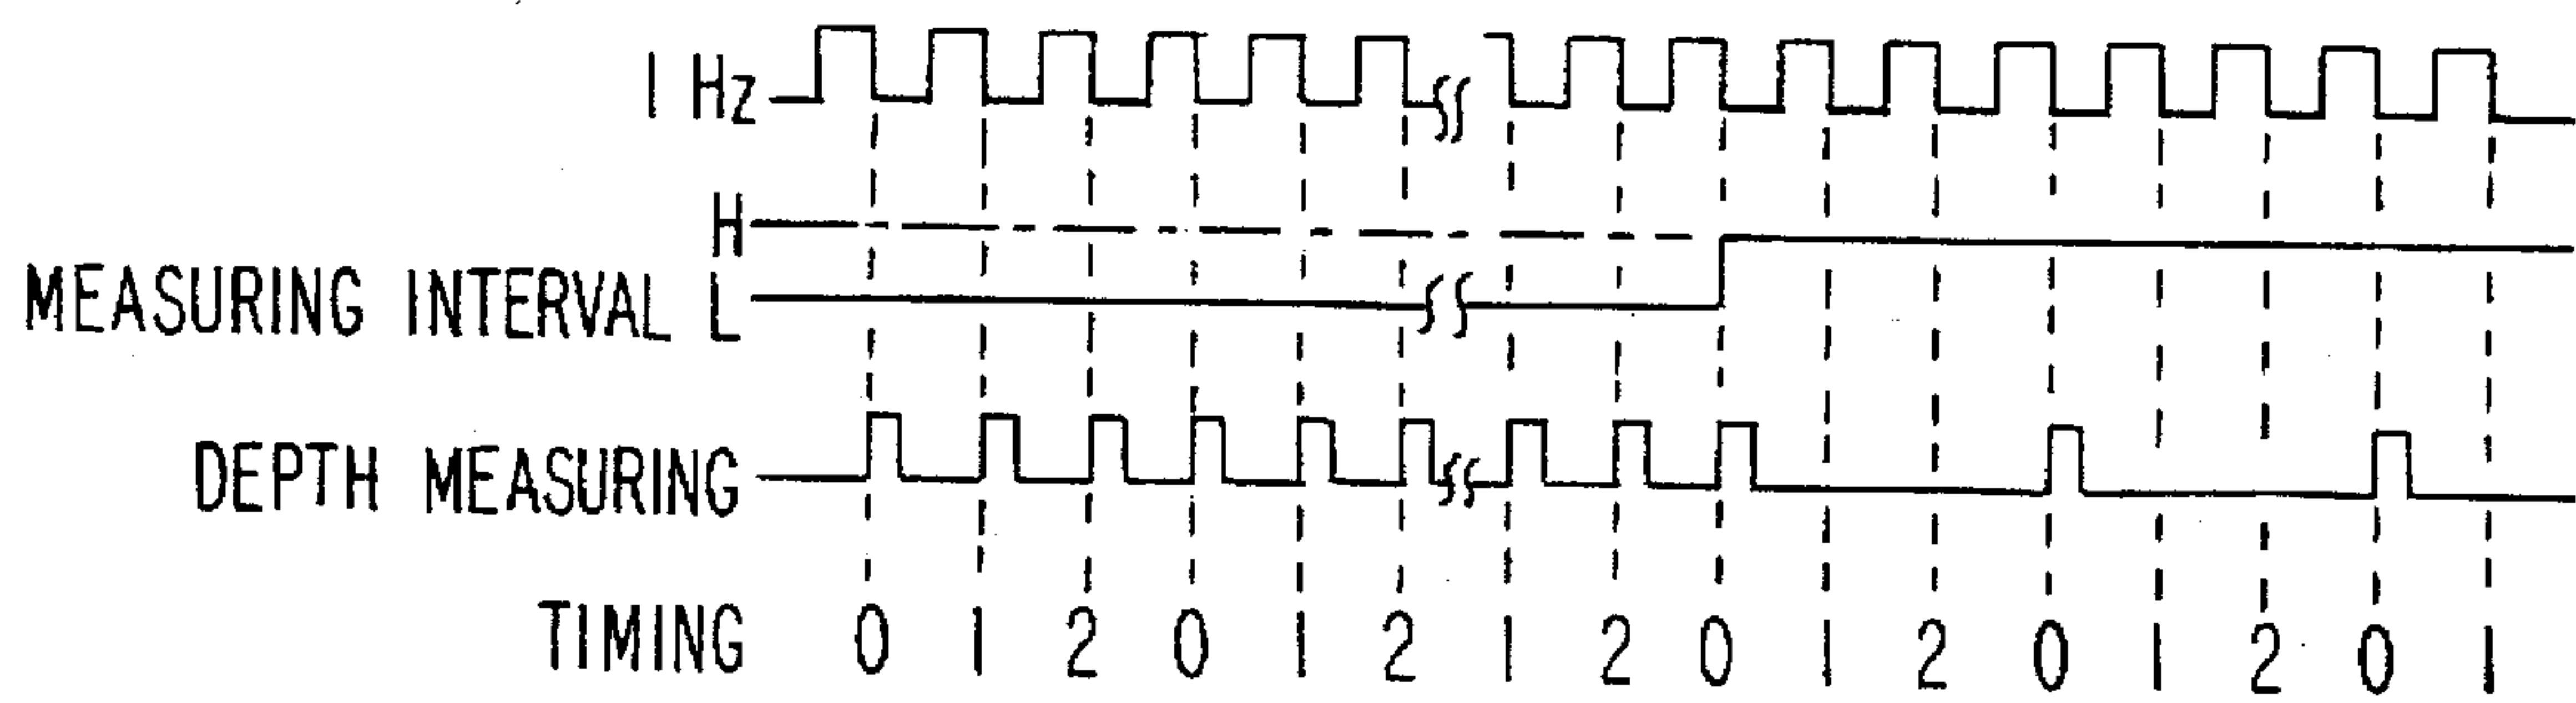 1 Hz
H
MEASURING INTERVAL L
DEPTH MEASURING
TIMING 0 1 2 0 1 2 1 2 0 1 2 0 1 2 0 1